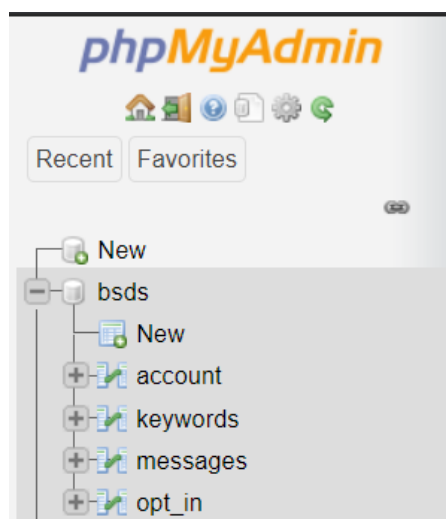 phpMyAdmin
Recent Favorites
New
bsds
New
account
keywords
messages
opt_in